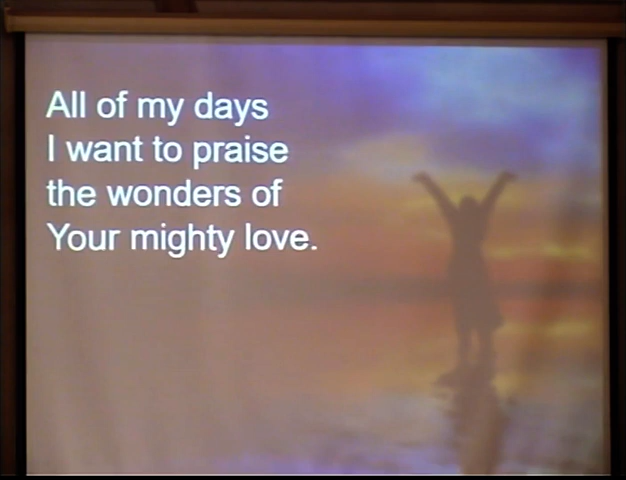 All of my days
I want to praise
the wonders of
Your mighty love.